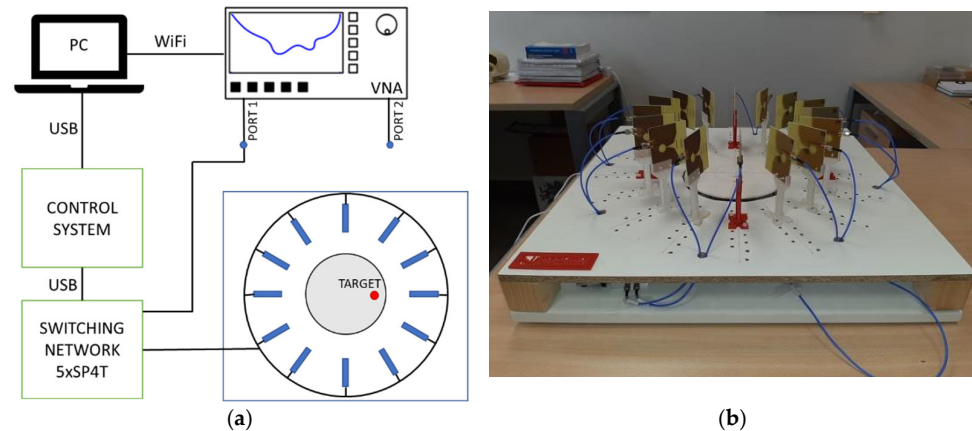 PC
WiFi
VNA
PORT 1
PORT 2
USB
CONTROL
SYSTEM
USB
SWITCHING
NETWORK
5xSP4T
TARGET
(a)
(b)